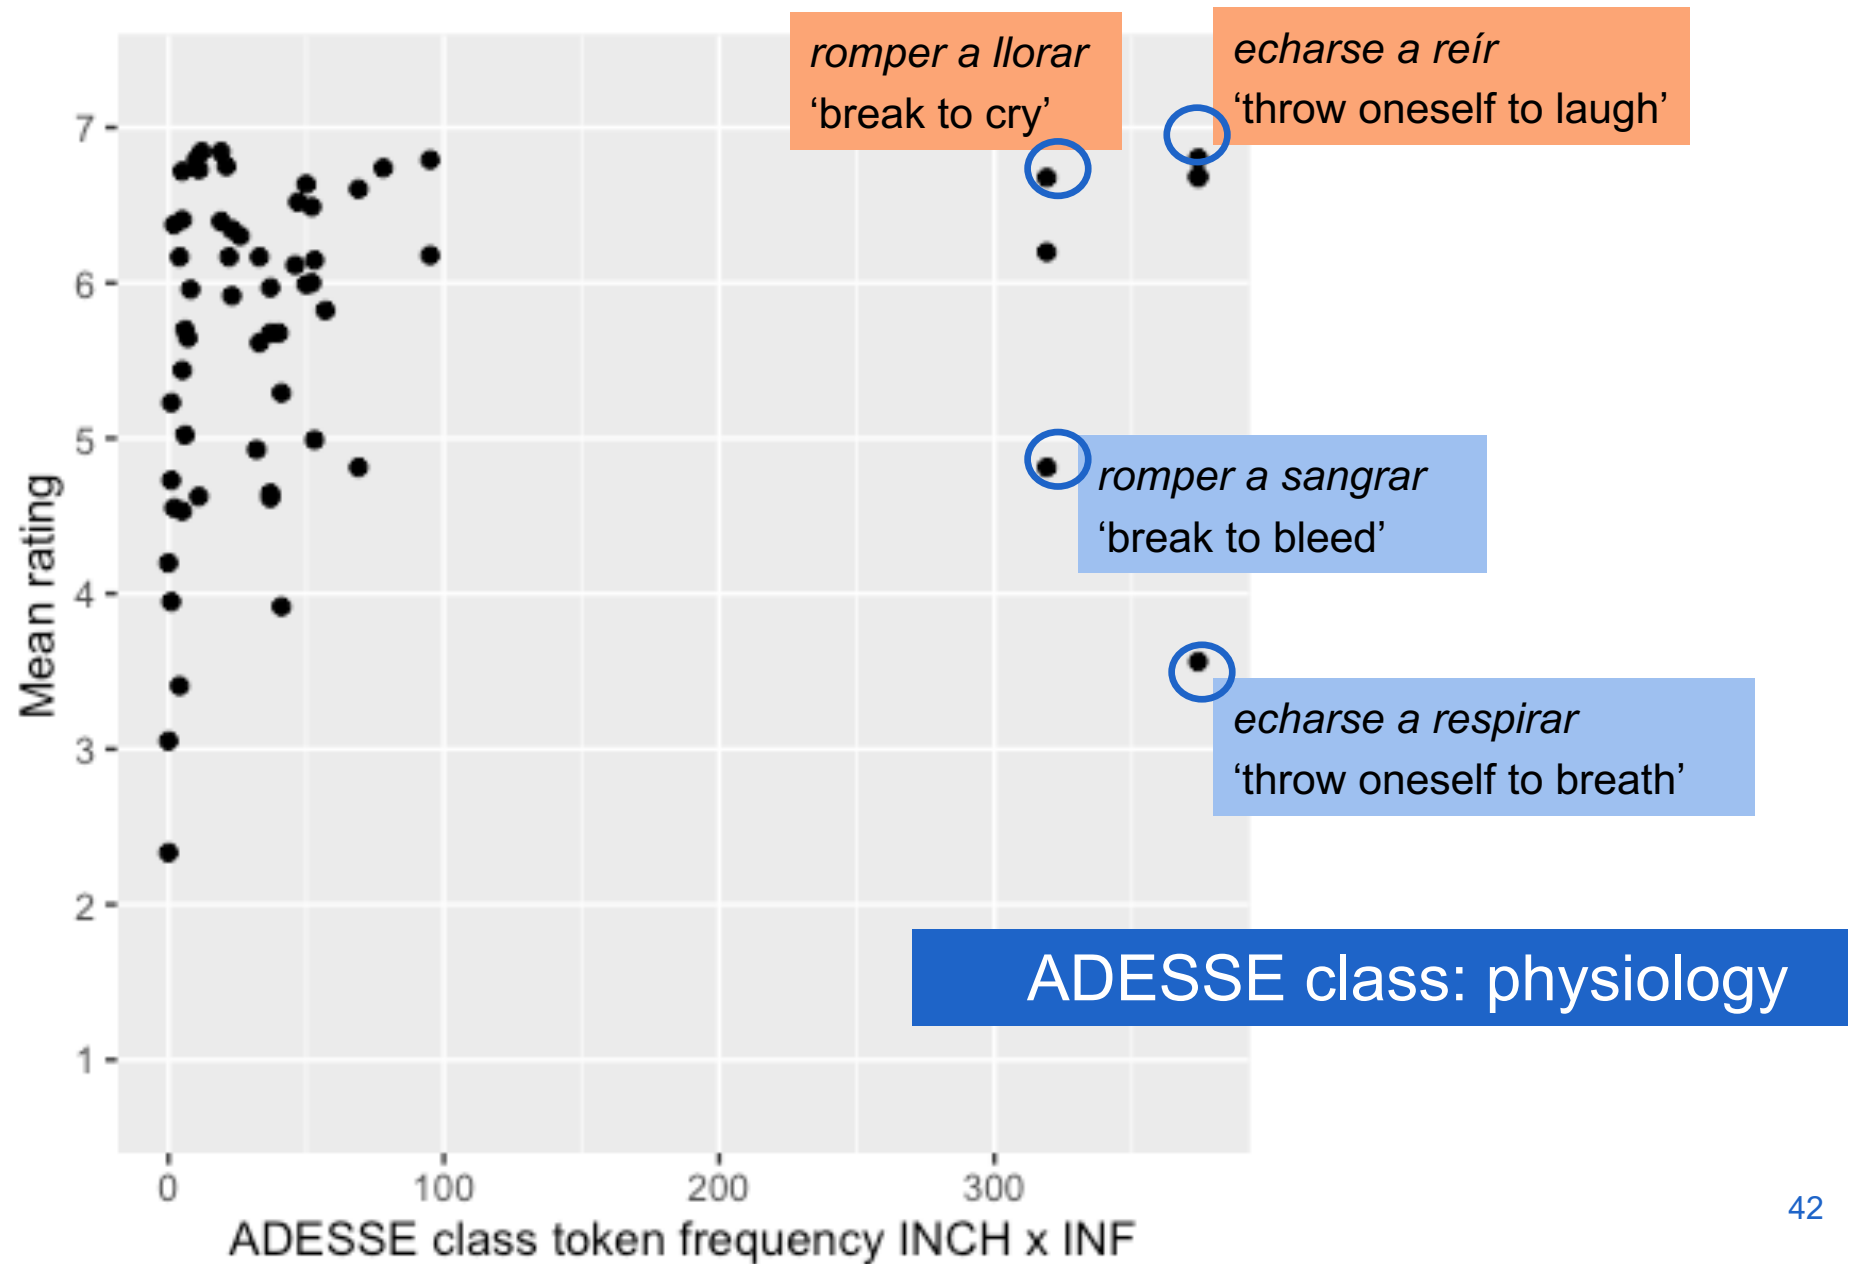 romper a llorar
‘break to cry’
echarse a reír
‘throw oneself to laugh’
7
6
5
4
3
2
1
Mean rating
romper a sangrar
‘break to bleed’
echarse a respirar
‘throw oneself to breath’
ADESSE class: physiology
0
100
200
300
ADESSE class token frequency INCH x INF
42